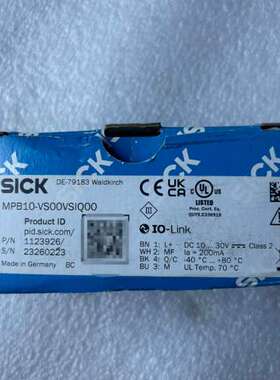 SICK
DE-79183 Waldkirch
MPB10-VS00VSIQ00
Product ID
pid.sick.com/
P/N 1123926/
S/N 23260223
Made in Germany BC
CE
UK CA
UL
LISTED
IO-Link
BN 1: L+ DC 10... 30V Class 2
WH 2: MF Ia = 200mA
BK 4: Q/C -40 °C ... +80 °C
BU 3: M UL Temp. 70 °C